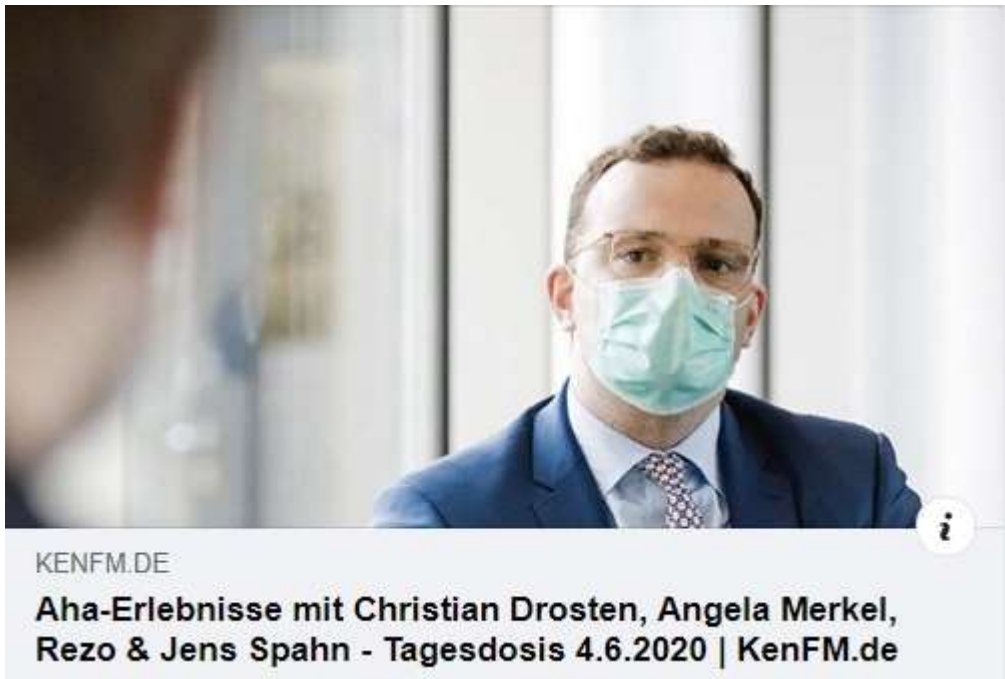 KENFM.DE
Aha-Erlebnisse mit Christian Drosten, Angela Merkel,
Rezo & Jens Spahn - Tagesdosis 4.6.2020 | KenFM.de